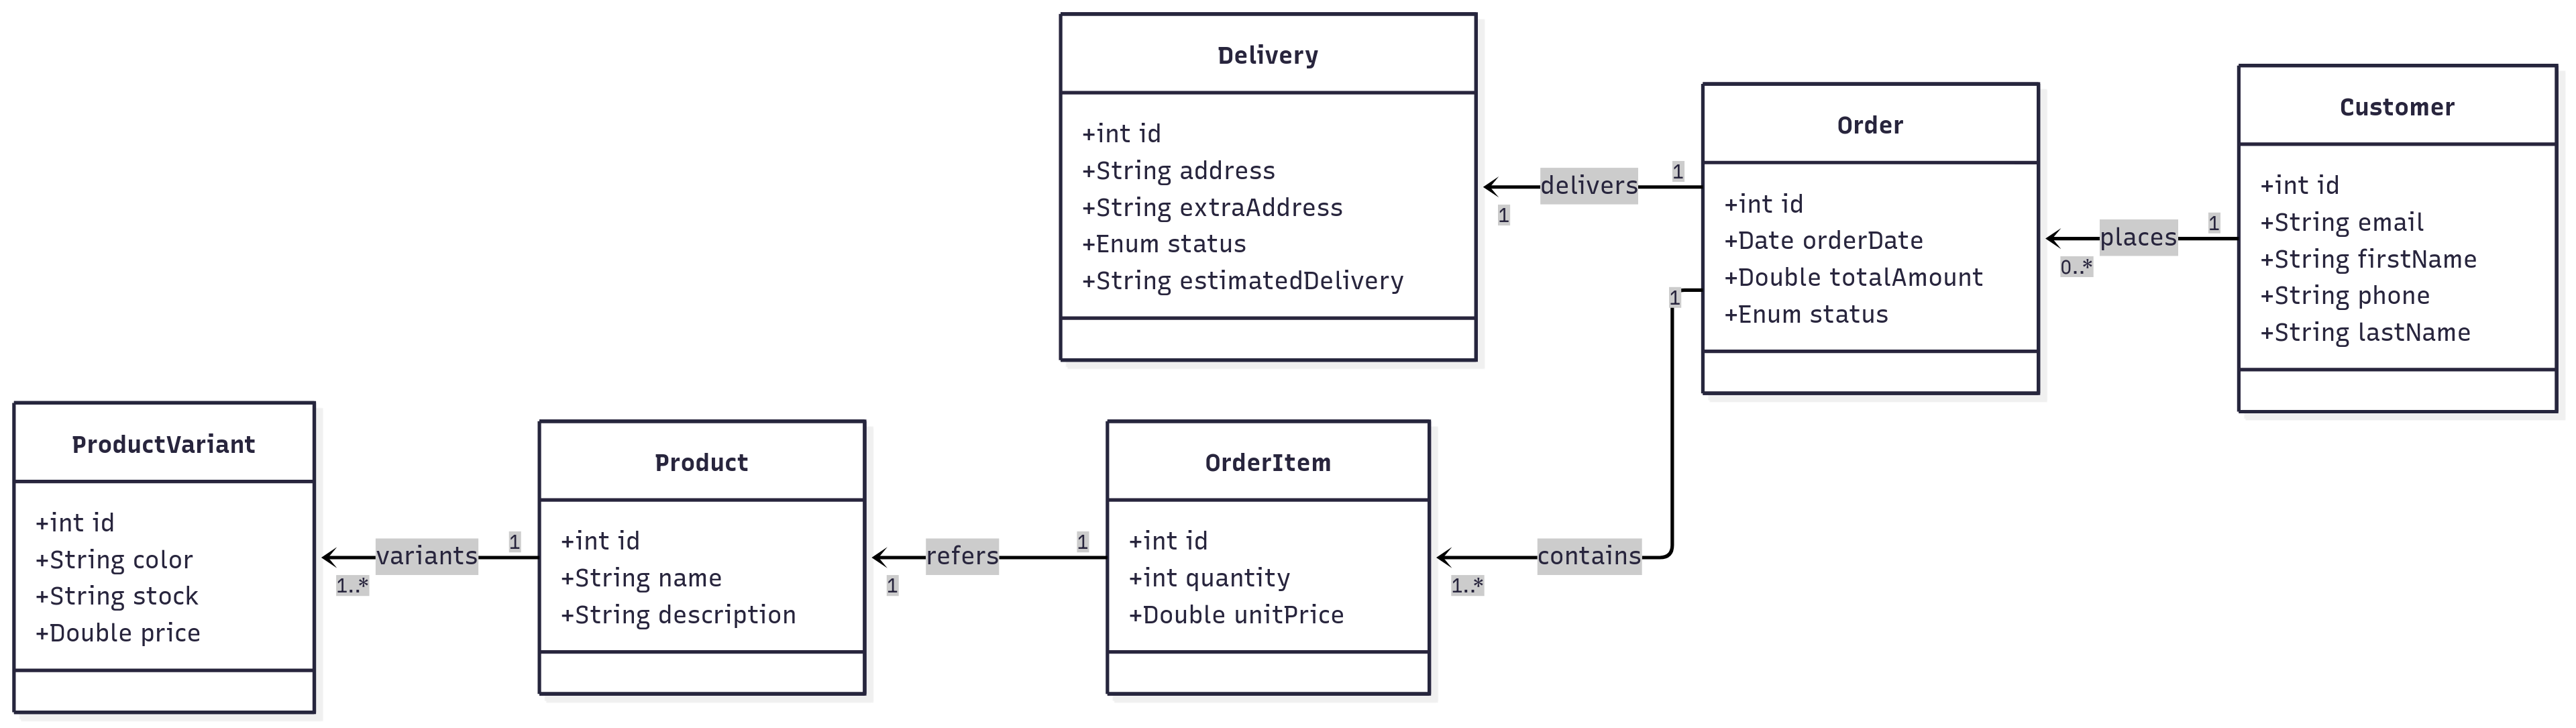 Delivery
+int id
+String address
+String extraAddress
+Enum status
+String estimatedDelivery
delivers
1
1
Order
+int id
+Date orderDate
+Double totalAmount
+Enum status
places
1
0..*
Customer
+int id
+String email
+String firstName
+String phone
+String lastName
ProductVariant
+int id
+String color
+String stock
+Double price
variants
1
1..*
Product
+int id
+String name
+String description
refers
1
1
OrderItem
+int id
+int quantity
+Double unitPrice
contains
1
1..*